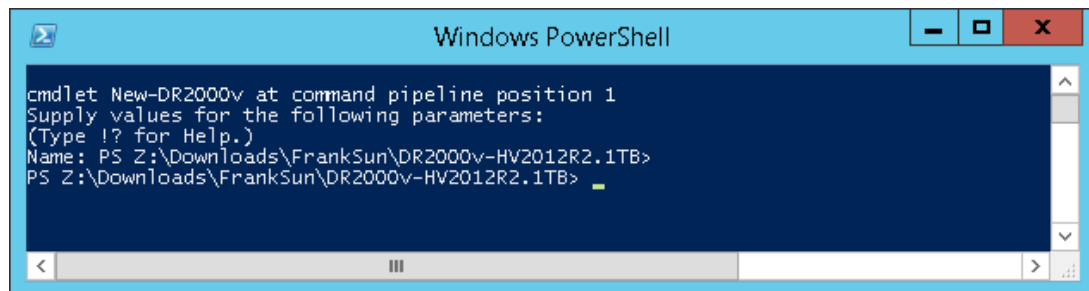 Windows PowerShell
cmdlet New-DR2000v at command pipeline position 1
Supply values for the following parameters:
(Type !? for Help.)
Name: PS Z:\Downloads\FrankSun\DR2000v-HV2012R2.1TB>
PS Z:\Downloads\FrankSun\DR2000v-HV2012R2.1TB> _